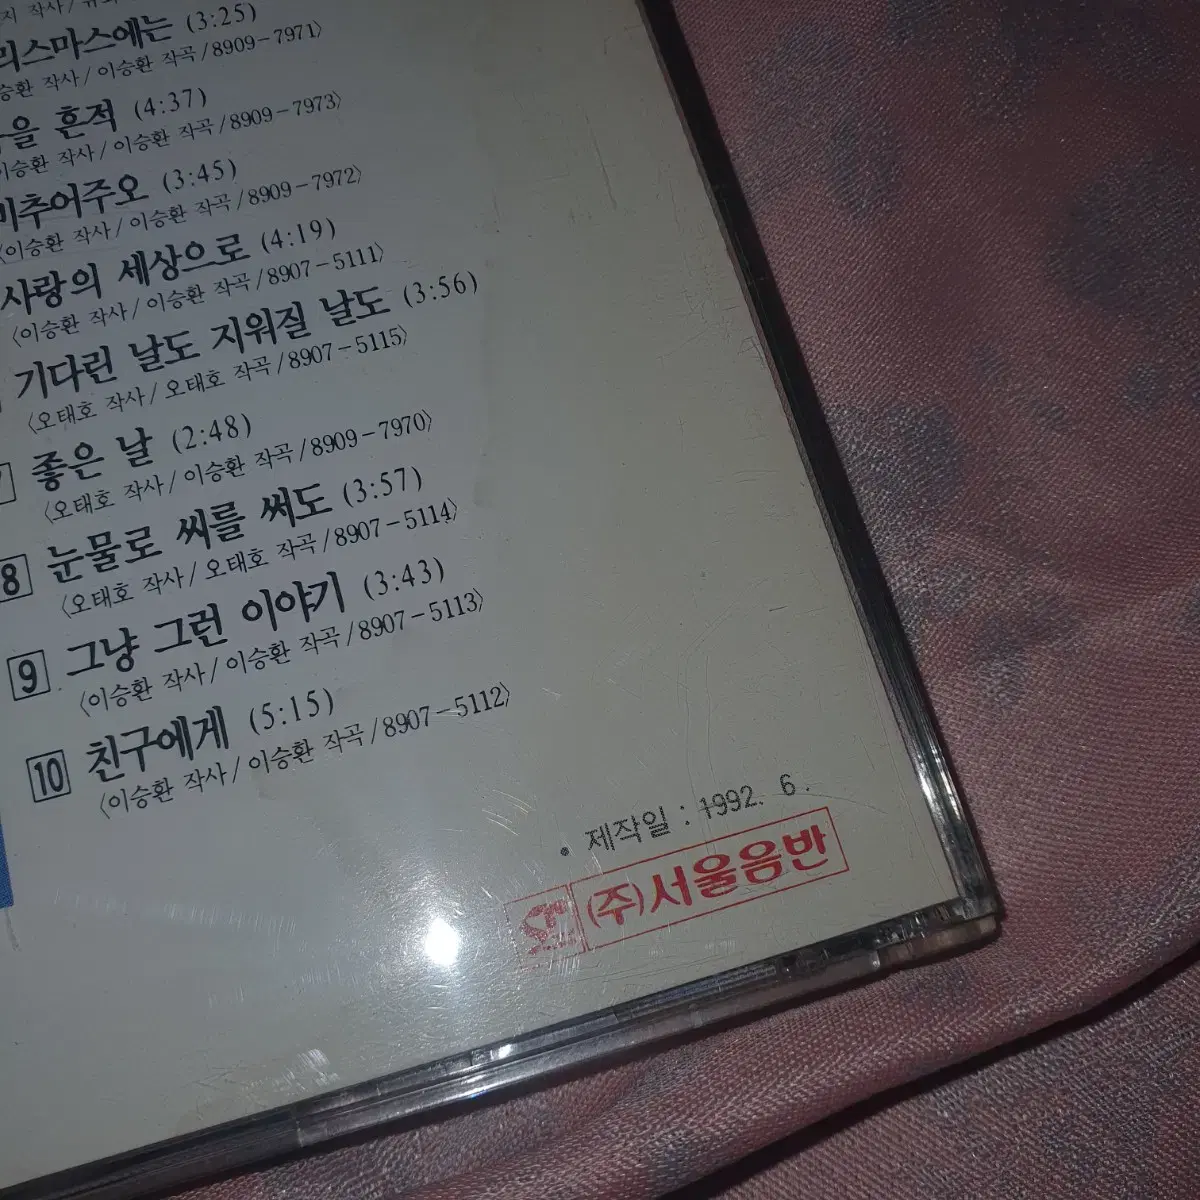 지 작사 /
리스마스에는 (3:25)
승환 작사 / 이승환 작곡 / 8909-7971〉
을 흔적 (4:37)
이승환 작사 / 이승환 작곡 / 8909-7973〉
비추어주오 (3:45)
〈이승환 작사 / 이승환 작곡 / 8909-7972〉
사랑의 세상으로 (4:19)
〈이승환 작사 / 이승환 작곡 / 8907-5111〉
기다린 날도 지워질 날도 (3:56)
〈오태호 작사 / 오태호 작곡 / 8907-5115〉
7 좋은 날 (2:48)
〈오태호 작사 / 이승환 작곡 / 8909-7970〉
8 눈물로 씨를 써도 (3:57)
〈오태호 작사 / 오태호 작곡 / 8907-5114〉
9 그냥 그런 이야기 (3:43)
〈이승환 작사 / 이승환 작곡 / 8907-5113〉
10 친구에게 (5:15)
〈이승환 작사 / 이승환 작곡 / 8907-5112〉
• 제작일 : 1992. 6.
(주)서울음반